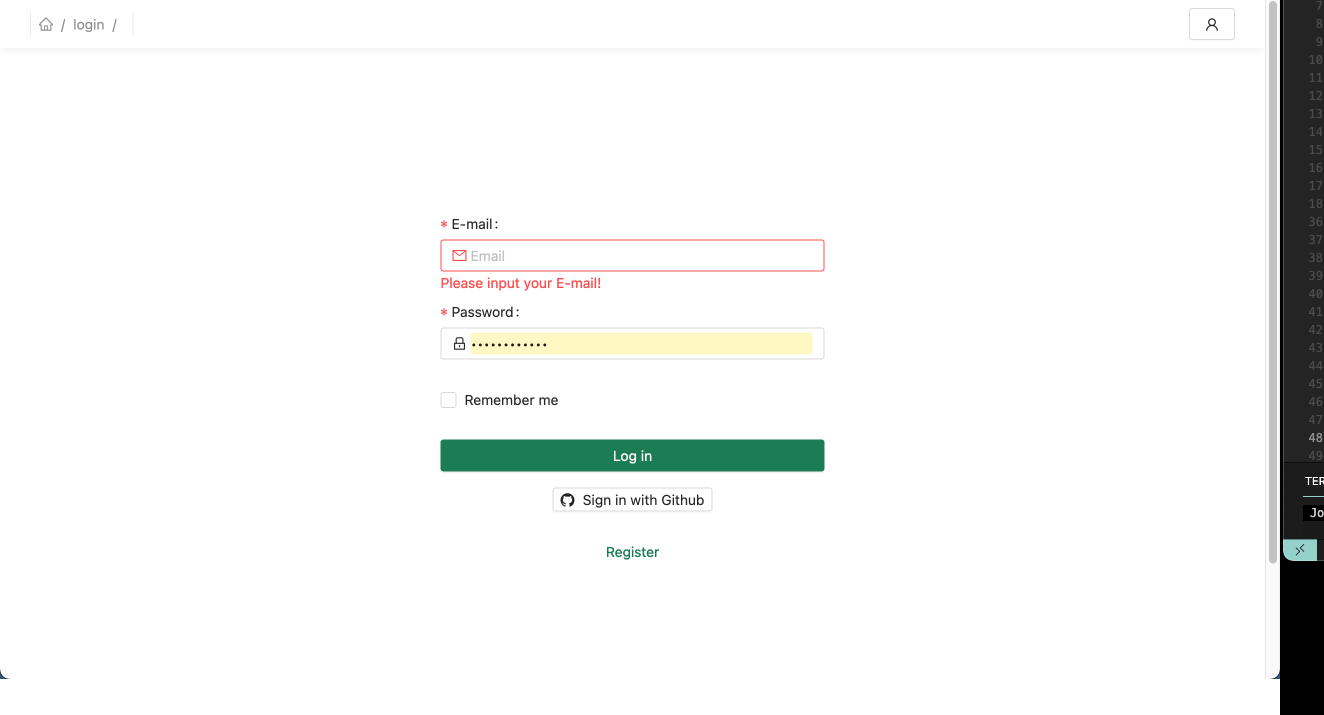 / login /
* E-mail:
Email
Please input your E-mail!
* Password:
••••••••••••
Remember me
Log in
Sign in with Github
Register
7
8
9
10
11
12
13
14
15
16
17
18
36
37
38
39
40
41
42
43
44
45
46
47
48
49
TER
Jo